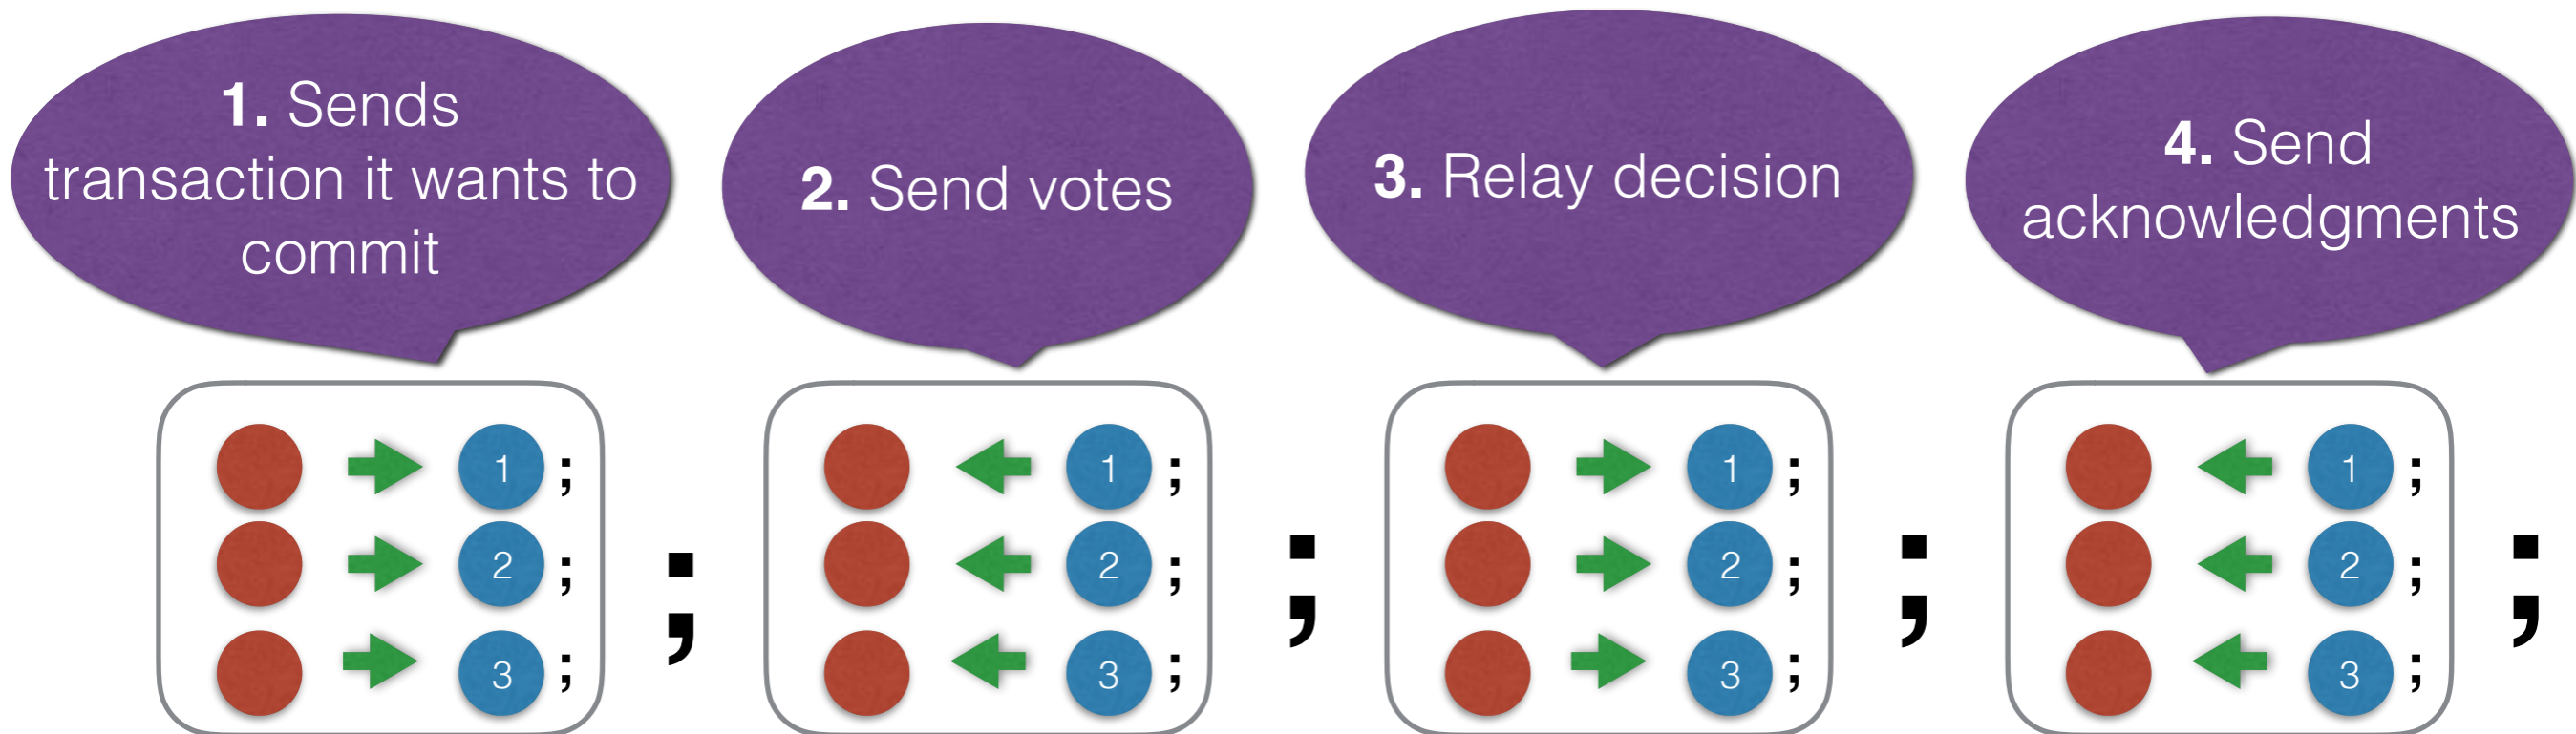 1. Sends
transaction it wants to
commit
2. Send votes
3. Relay decision
4. Send
acknowledgments
1 ;
2 ;
3 ;
;
1 ;
2 ;
3 ;
;
1 ;
2 ;
3 ;
;
1 ;
2 ;
3 ;
;